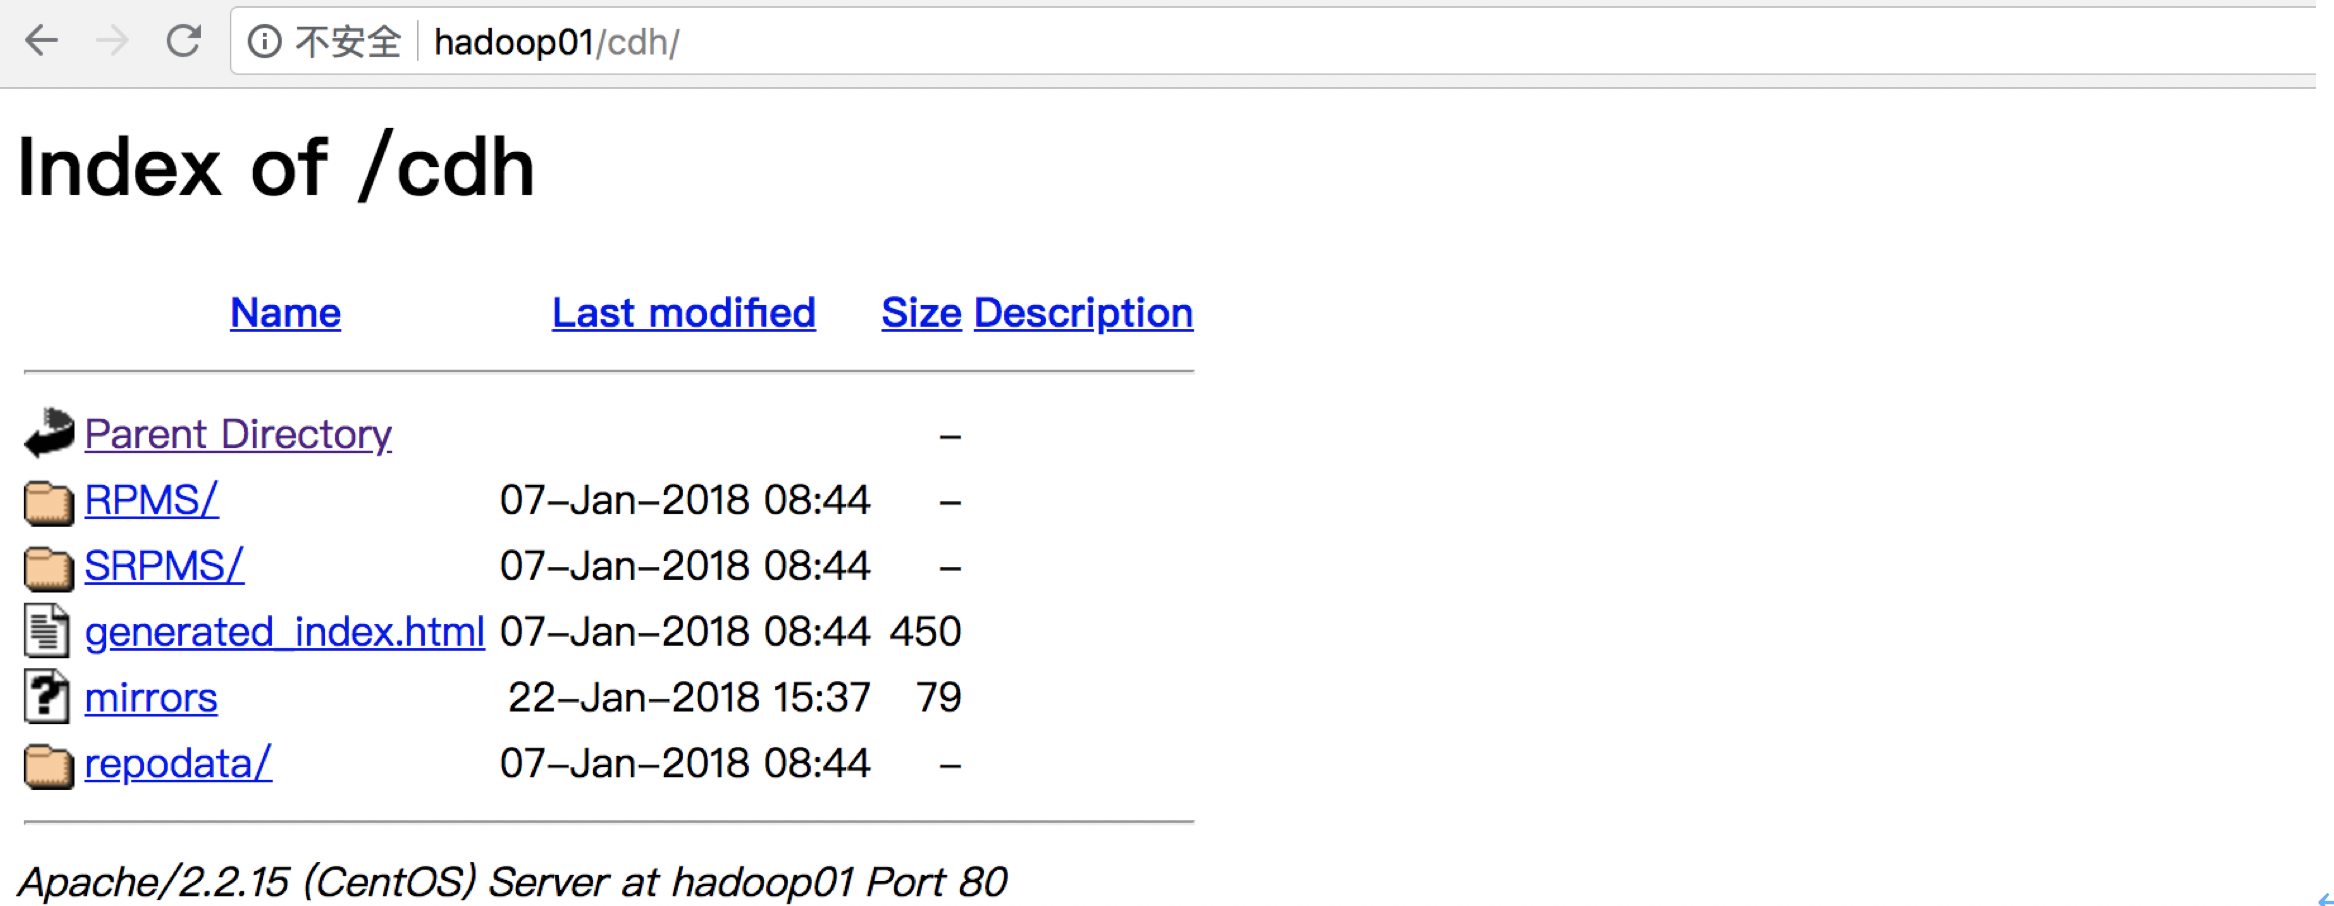 不安全 hadoop01/cdh/
Index of /cdh
Name Last modified Size Description
Parent Directory –
RPMS/ 07-Jan-2018 08:44 –
SRPMS/ 07-Jan-2018 08:44 –
generated_index.html 07-Jan-2018 08:44 450
mirrors 22-Jan-2018 15:37 79
repodata/ 07-Jan-2018 08:44 –
Apache/2.2.15 (CentOS) Server at hadoop01 Port 80